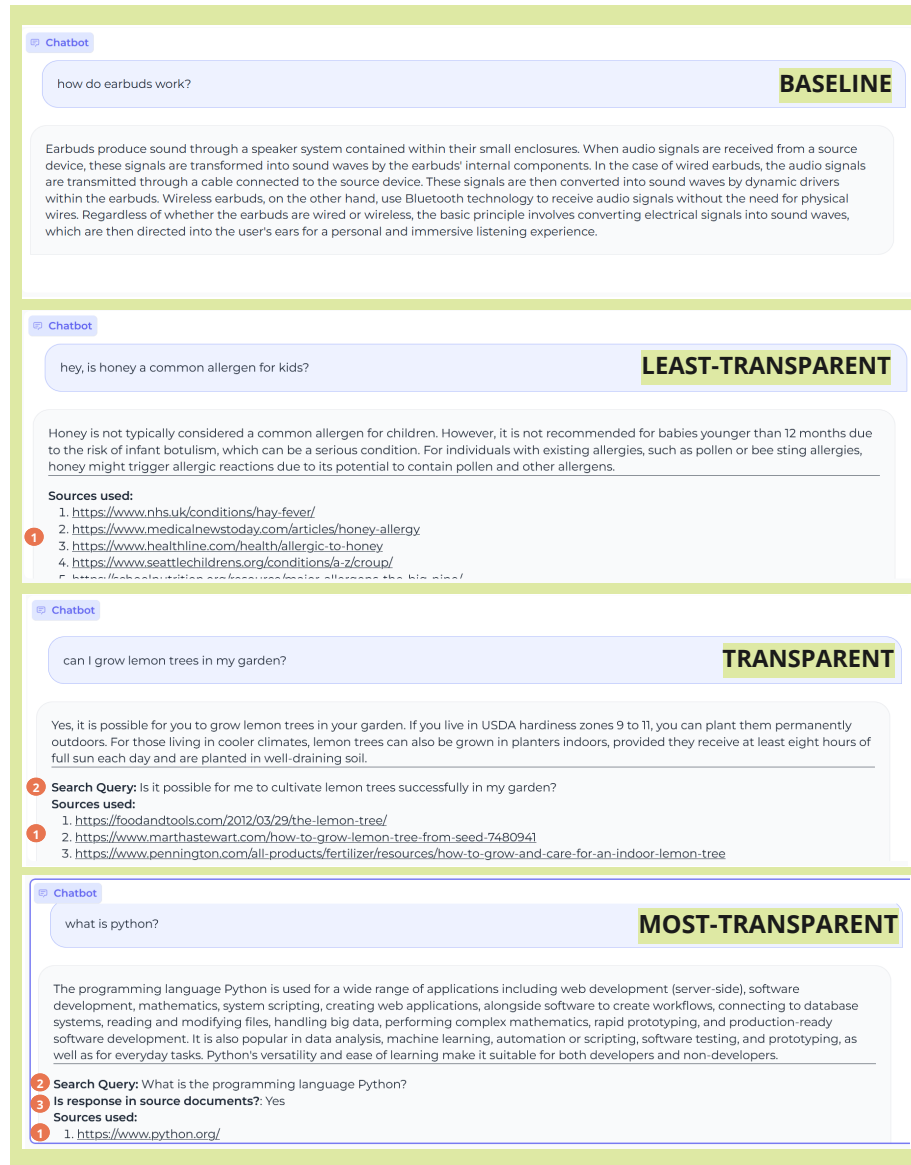 Chatbot
how do earbuds work?
BASELINE
Earbuds produce sound through a speaker system contained within their small enclosures. When audio signals are received from a source
device, these signals are transformed into sound waves by the earbuds' internal components. In the case of wired earbuds, the audio signals
are transmitted through a cable connected to the source device. These signals are then converted into sound waves by dynamic drivers
within the earbuds. Wireless earbuds, on the other hand, use Bluetooth technology to receive audio signals without the need for physical
wires. Regardless of whether the earbuds are wired or wireless, the basic principle involves converting electrical signals into sound waves,
which are then directed into the user's ears for a personal and immersive listening experience.
Chatbot
hey, is honey a common allergen for kids?
LEAST-TRANSPARENT
Honey is not typically considered a common allergen for children. However, it is not recommended for babies younger than 12 months due
to the risk of infant botulism, which can be a serious condition. For individuals with existing allergies, such as pollen or bee sting allergies,
honey might trigger allergic reactions due to its potential to contain pollen and other allergens.
Sources used:
1. https://www.nhs.uk/conditions/hay-fever/
2. https://www.medicalnewstoday.com/articles/honey-allergy
1
3. https://www.healthline.com/health/allergic-to-honey
4. https://www.seattlechildrens.org/conditions/a-z/croup/
5. https://schoolnutrition.org/resource/major-allergens-the-big-nine/
Chatbot
can I grow lemon trees in my garden?
TRANSPARENT
Yes, it is possible for you to grow lemon trees in your garden. If you live in USDA hardiness zones 9 to 11, you can plant them permanently
outdoors. For those living in cooler climates, lemon trees can also be grown in planters indoors, provided they receive at least eight hours of
full sun each day and are planted in well-draining soil.
2 Search Query: Is it possible for me to cultivate lemon trees successfully in my garden?
Sources used:
1. https://foodandtools.com/2012/03/29/the-lemon-tree/
1 2. https://www.marthastewart.com/how-to-grow-lemon-tree-from-seed-7480941
3. https://www.pennington.com/all-products/fertilizer/resources/how-to-grow-and-care-for-an-indoor-lemon-tree
Chatbot
what is python?
MOST-TRANSPARENT
The programming language Python is used for a wide range of applications including web development (server-side), software
development, mathematics, system scripting, creating web applications, alongside software to create workflows, connecting to database
systems, reading and modifying files, handling big data, performing complex mathematics, rapid prototyping, and production-ready
software development. It is also popular in data analysis, machine learning, automation or scripting, software testing, and prototyping, as
well as for everyday tasks. Python's versatility and ease of learning make it suitable for both developers and non-developers.
2 Search Query: What is the programming language Python?
3 Is response in source documents?: Yes
Sources used:
1 1. https://www.python.org/